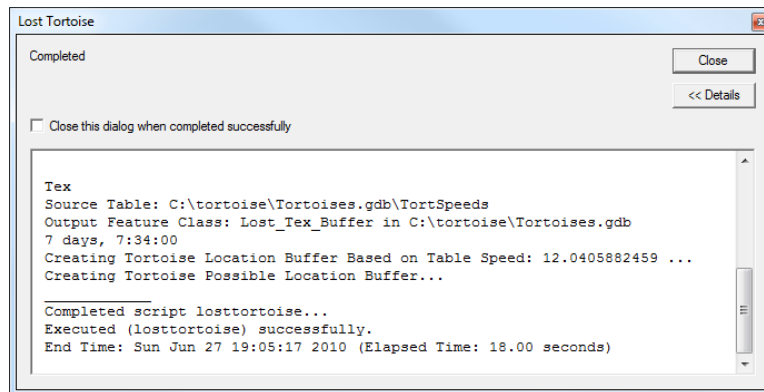 Lost Tortoise
Completed
Close
<< Details
Close this dialog when completed successfully
Tex
Source Table: C:\tortoise\Tortoises.gdb\TortSpeeds
Output Feature Class: Lost_Tex_Buffer in C:\tortoise\Tortoises.gdb
7 days, 7:34:00
Creating Tortoise Location Buffer Based on Table Speed: 12.0405882459 ...
Creating Tortoise Possible Location Buffer...
___________
Completed script losttortoise...
Executed (losttortoise) successfully.
End Time: Sun Jun 27 19:05:17 2010 (Elapsed Time: 18.00 seconds)